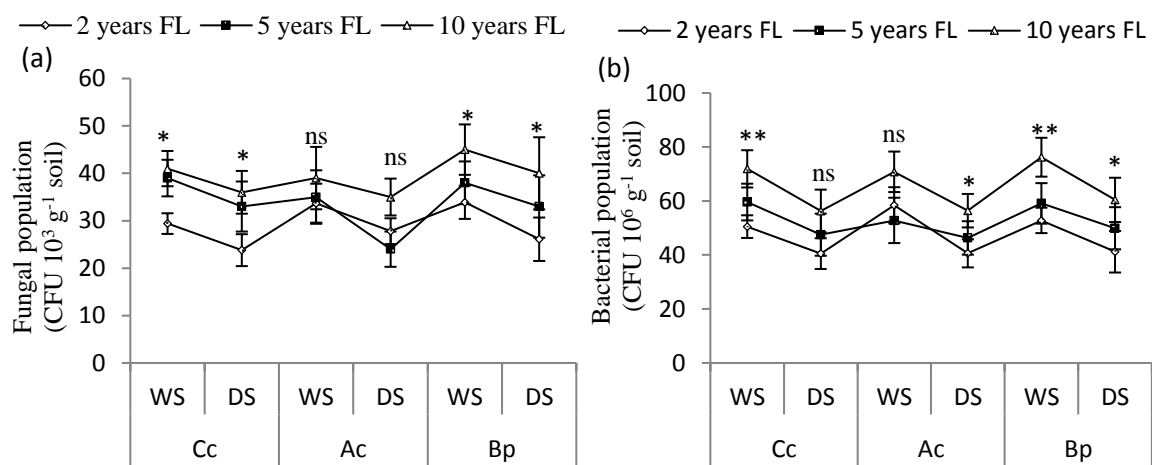 2 years FL 5 years FL 10 years FL
(a)
Fungal population
(CFU 10³ g⁻¹ soil)
60
50
40
30
20
10
0
* * ns ns * *
WS DS WS DS WS DS
Cc Ac Bp
2 years FL 5 years FL 10 years FL
(b)
Bacterial population
(CFU 10⁶ g⁻¹ soil)
100
80
60
40
20
0
** ns ns * ** *
WS DS WS DS WS DS
Cc Ac Bp